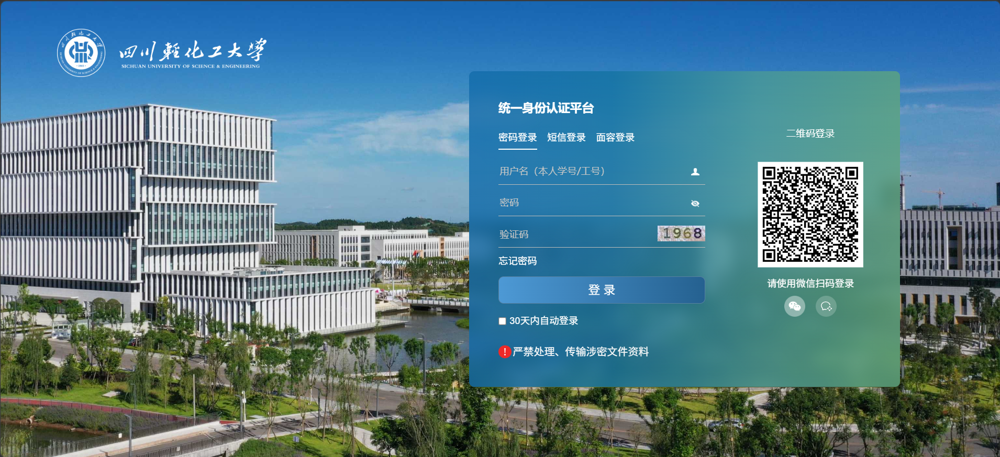 四川輕化工大學
SICHUAN UNIVERSITY OF SCIENCE & ENGINEERING
统一身份认证平台
密码登录 短信登录 面容登录
用户名（本人学号/工号）
密码
验证码 1968
忘记密码
登 录
30天内自动登录
严禁处理、传输涉密文件资料
二维码登录
请使用微信扫码登录